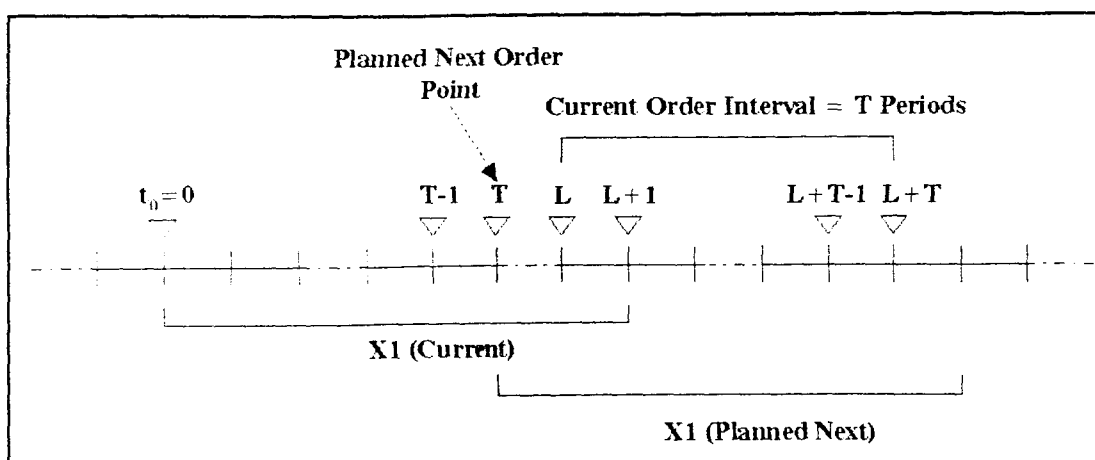 Planned Next Order
Point
Current Order Interval = T Periods
t₀=0
T-1
T
L
L+1
L+T-1
L+T
X1 (Current)
X1 (Planned Next)